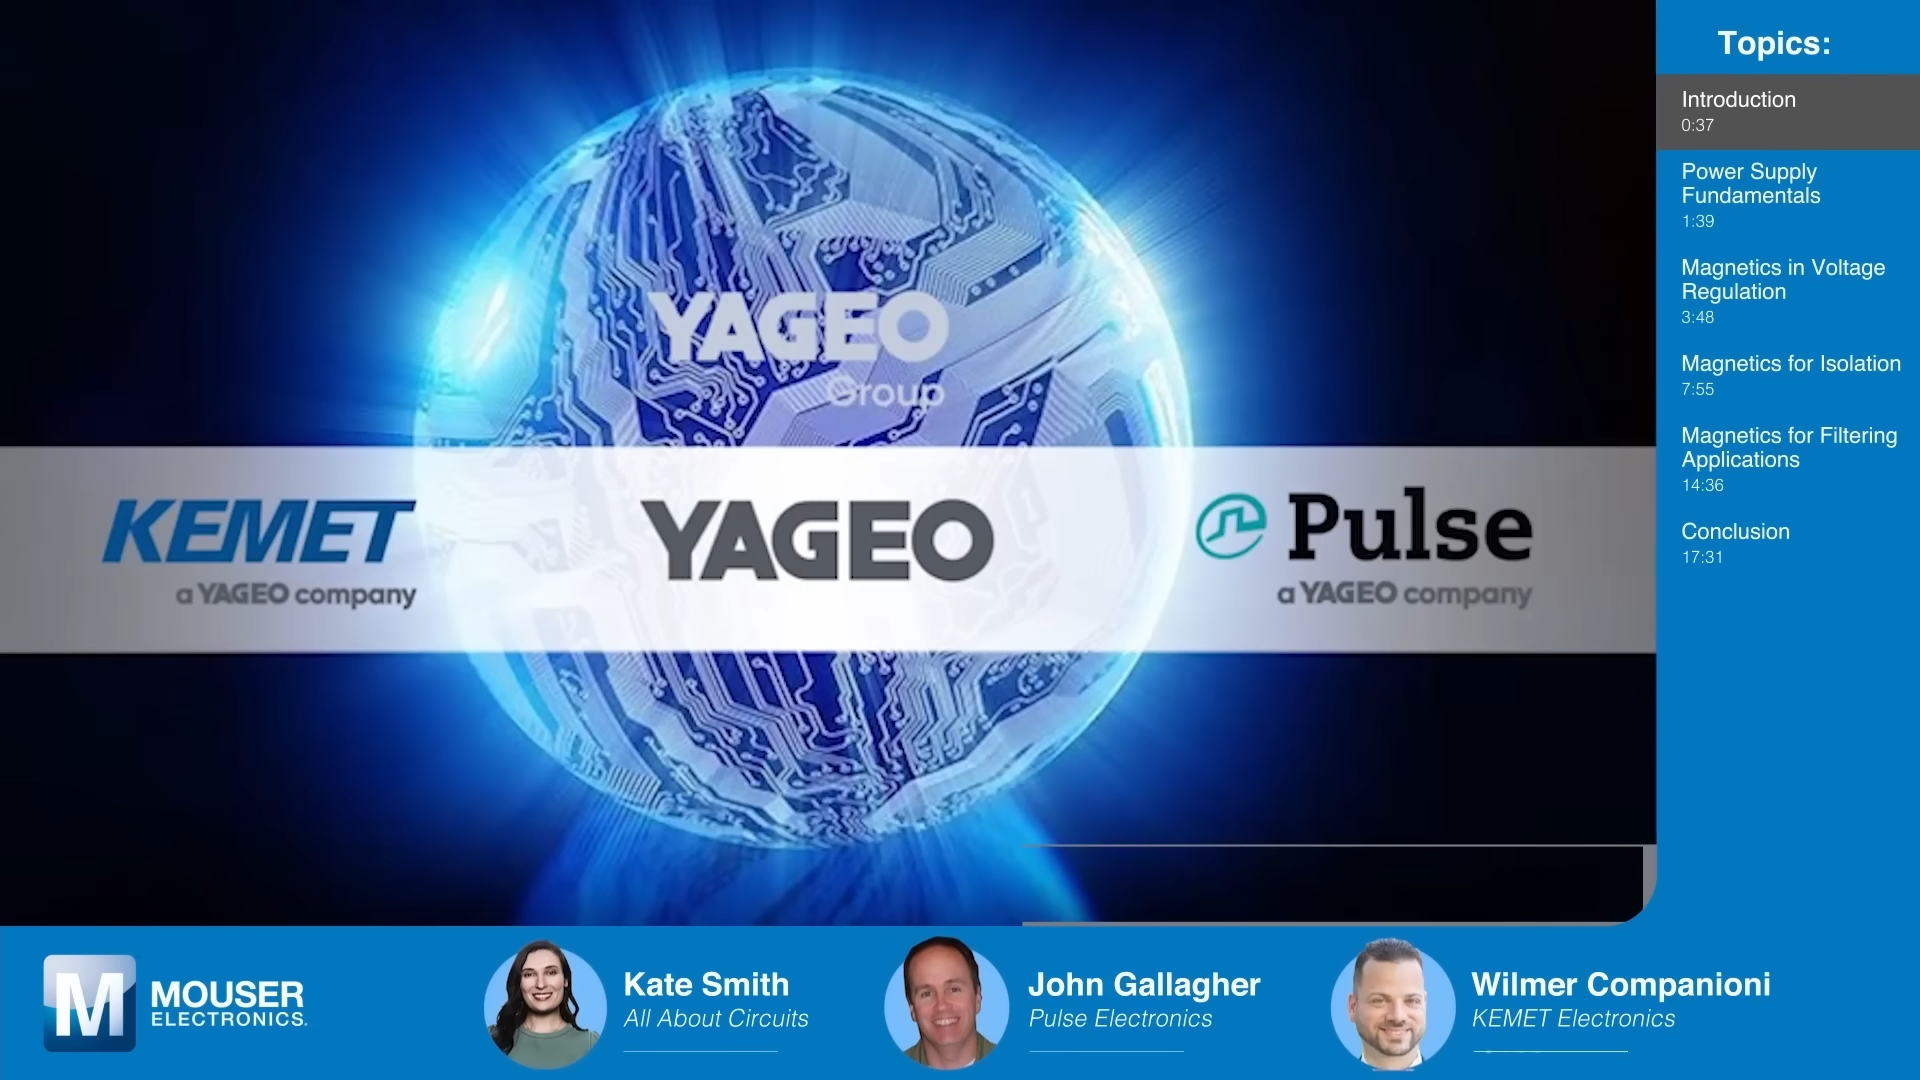 Topics:
Introduction
0:37
Power Supply
Fundamentals
1:39
Magnetics in Voltage
Regulation
3:48
Magnetics for Isolation
7:55
Magnetics for Filtering
Applications
14:36
Conclusion
17:31
YAGEO
Group
KEMET
a YAGEO company
YAGEO
Pulse
a YAGEO company
M
MOUSER
ELECTRONICS.
Kate Smith
All About Circuits
John Gallagher
Pulse Electronics
Wilmer Companioni
KEMET Electronics